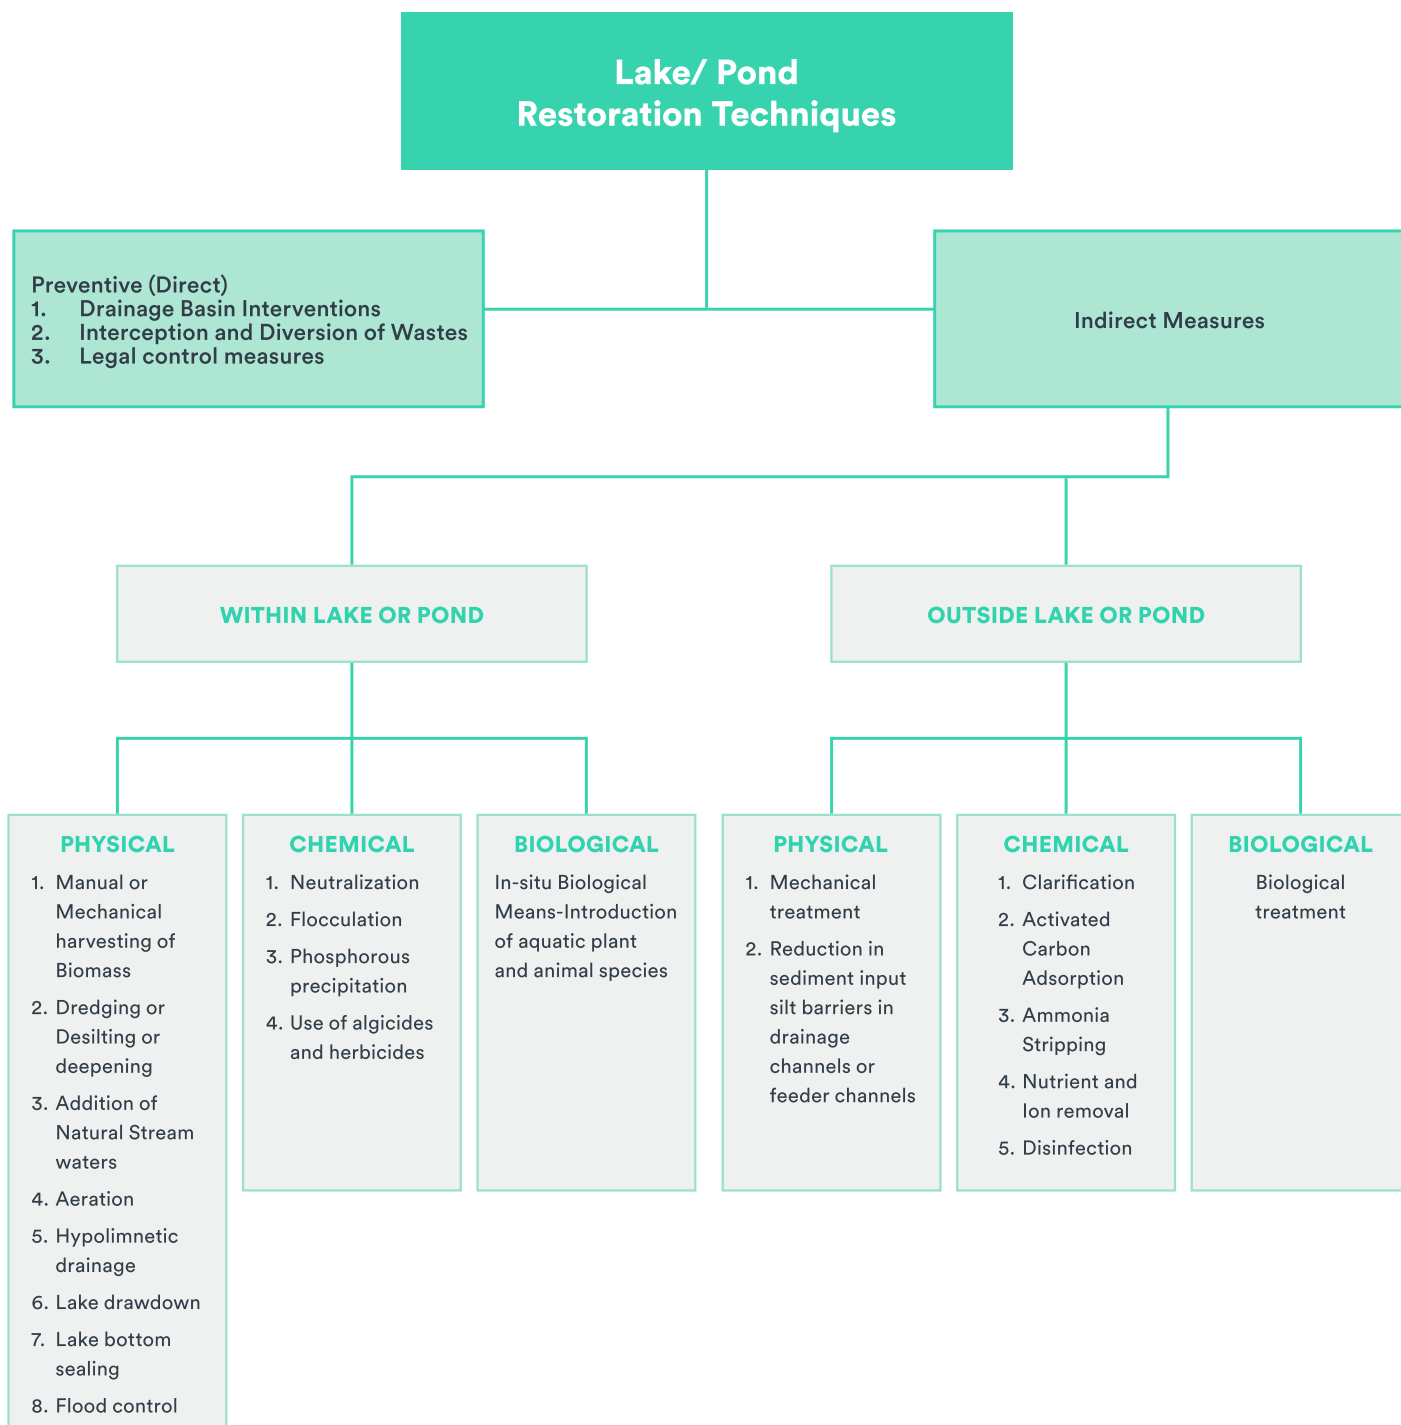 Lake/ Pond
Restoration Techniques
Preventive (Direct)
1. Drainage Basin Interventions
2. Interception and Diversion of Wastes
3. Legal control measures
Indirect Measures
WITHIN LAKE OR POND
OUTSIDE LAKE OR POND
PHYSICAL
1. Manual or
Mechanical
harvesting of
Biomass
2. Dredging or
Desilting or
deepening
3. Addition of
Natural Stream
waters
4. Aeration
5. Hypolimnetic
drainage
6. Lake drawdown
7. Lake bottom
sealing
8. Flood control
CHEMICAL
1. Neutralization
2. Flocculation
3. Phosphorous
precipitation
4. Use of algicides
and herbicides
BIOLOGICAL
In-situ Biological
Means-Introduction
of aquatic plant
and animal species
PHYSICAL
1. Mechanical
treatment
2. Reduction in
sediment input
silt barriers in
drainage
channels or
feeder channels
CHEMICAL
1. Clarification
2. Activated
Carbon
Adsorption
3. Ammonia
Stripping
4. Nutrient and
Ion removal
5. Disinfection
BIOLOGICAL
Biological
treatment